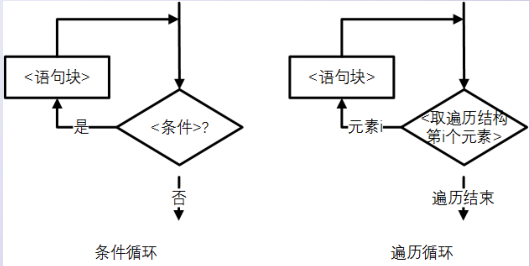 <语句块>
<条件>?
是
否
条件循环
<语句块>
<取遍历结构
第i个元素>
元素i
遍历结束
遍历循环